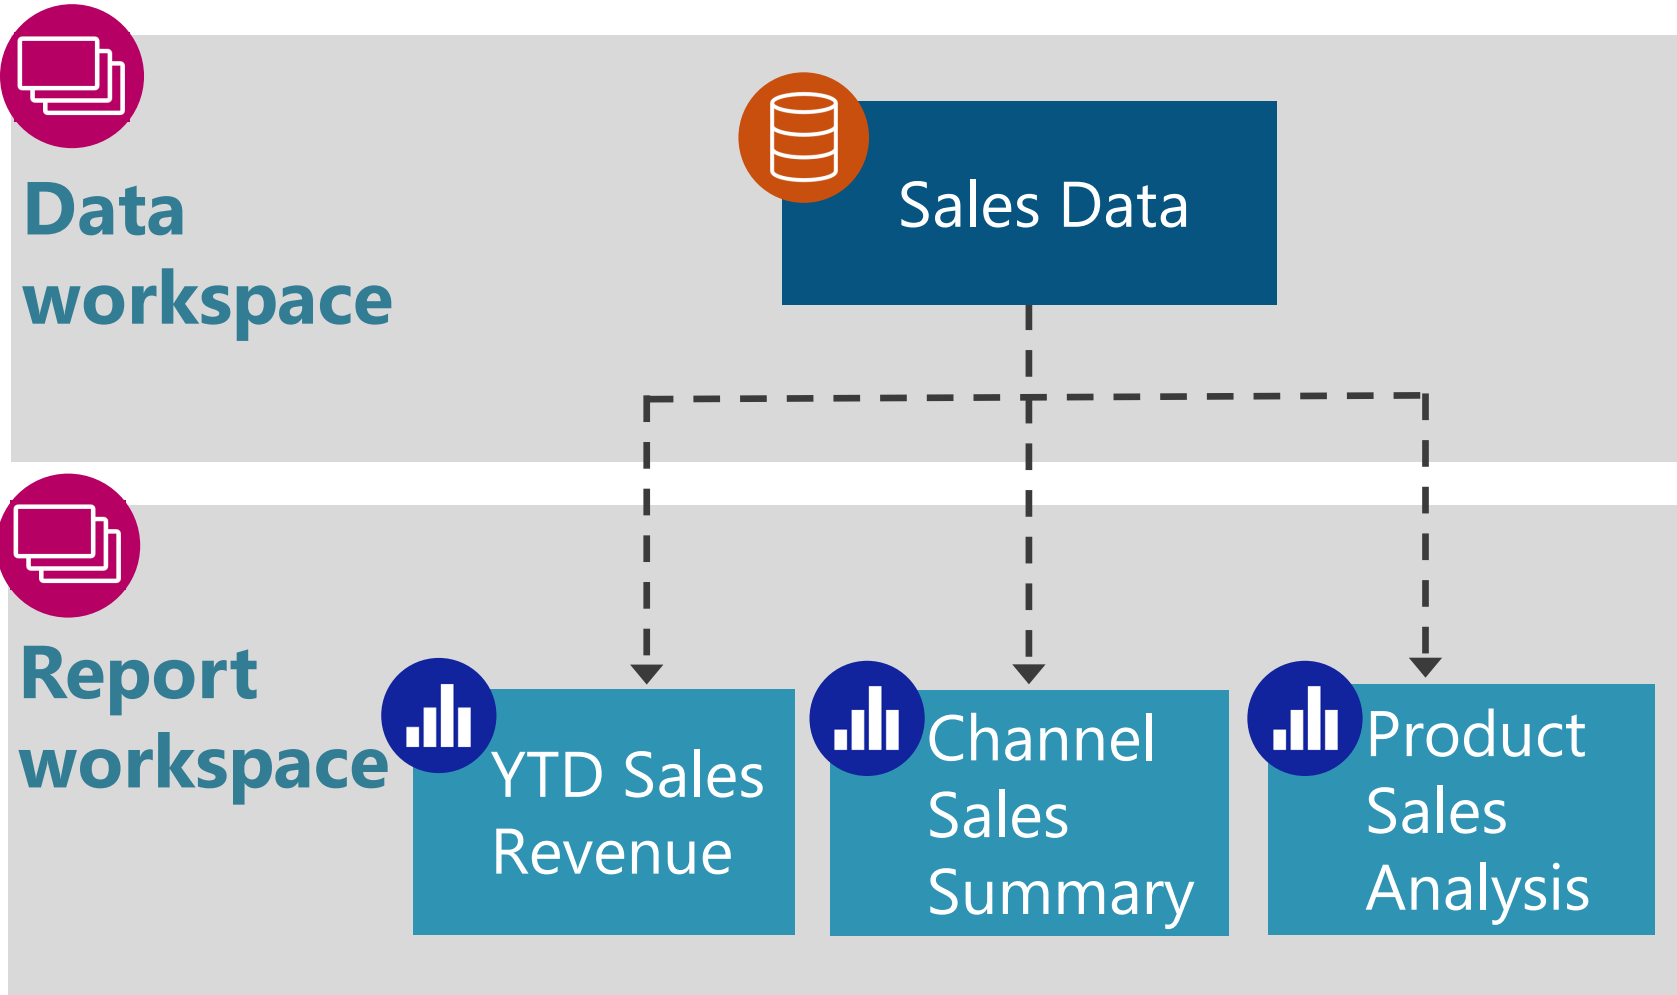 Data
workspace
Sales Data
Report
workspace
YTD Sales
Revenue
Channel
Sales
Summary
Product
Sales
Analysis